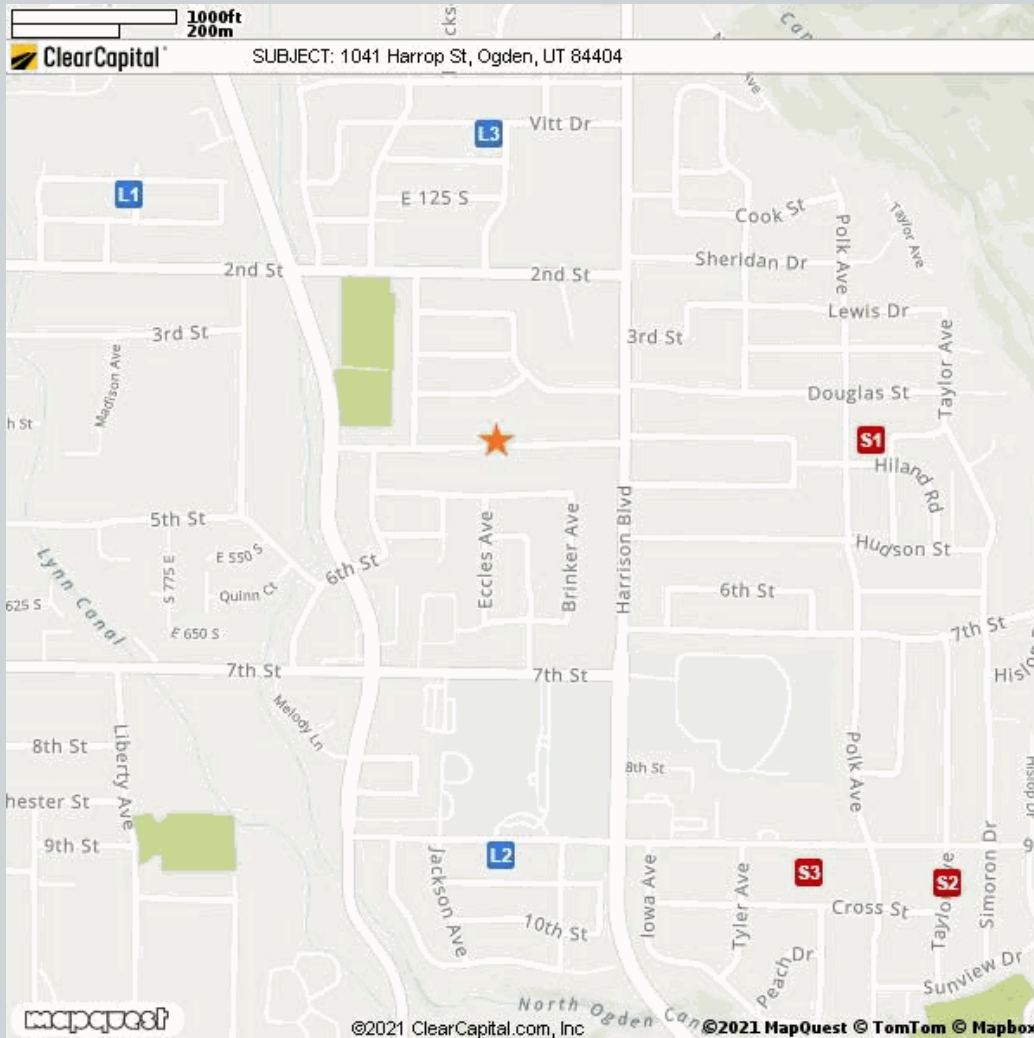 1000ft
200m
ClearCapital
SUBJECT: 1041 Harrop St, Ogden, UT 84404
Vitt Dr
L3
L1
E 125 S
Cook St
Polk Ave
Taylor Ave
Sheridan Dr
2nd St
2nd St
Lewis Dr
3rd St
3rd St
Taylor Ave
Madison Ave
Douglas St
h St
S1
Hiland Rd
5th St
Eccles Ave
Brinker Ave
Harrison Blvd
Hudson St
E 550 S
S 775 E
6th St
Quinn Ct
6th St
Lynn Canal
625 S
E 650 S
7th St
7th St
7th St
Melody Ln
Liberty Ave
8th St
8th St
Polk Ave
hester St
9th St
9
L2
S3
S2
Jackson Ave
Iowa Ave
Tyler Ave
Cross St
Simoron Dr
10th St
Peach Dr
Sunview Dr
North Ogden Can
mapquest
©2021 ClearCapital.com, Inc
©2021 MapQuest © TomTom © Mapbox